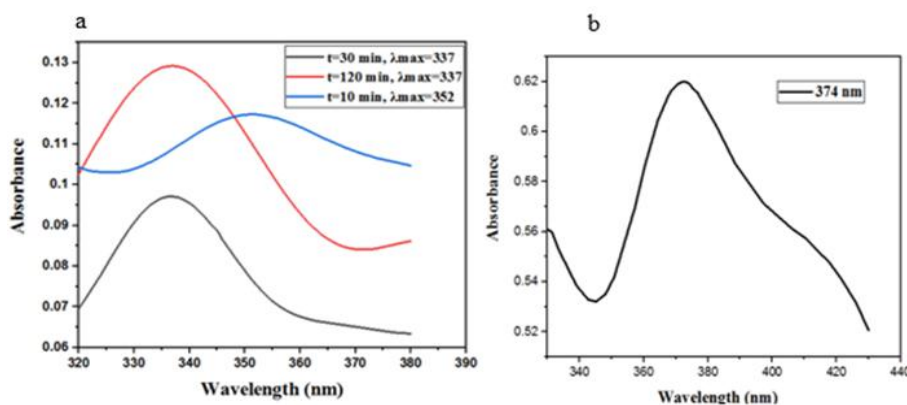 a
b
t=30 min, λmax=337
t=120 min, λmax=337
t=10 min, λmax=352
0.13
0.12
0.11
0.1
0.09
0.08
0.07
0.06
Absorbance
320 330 340 350 360 370 380 390
Wavelength (nm)
374 nm
0.62
0.6
0.56
0.54
0.52
Absorbance
340 360 380 400 420 440
Wavelength (nm)